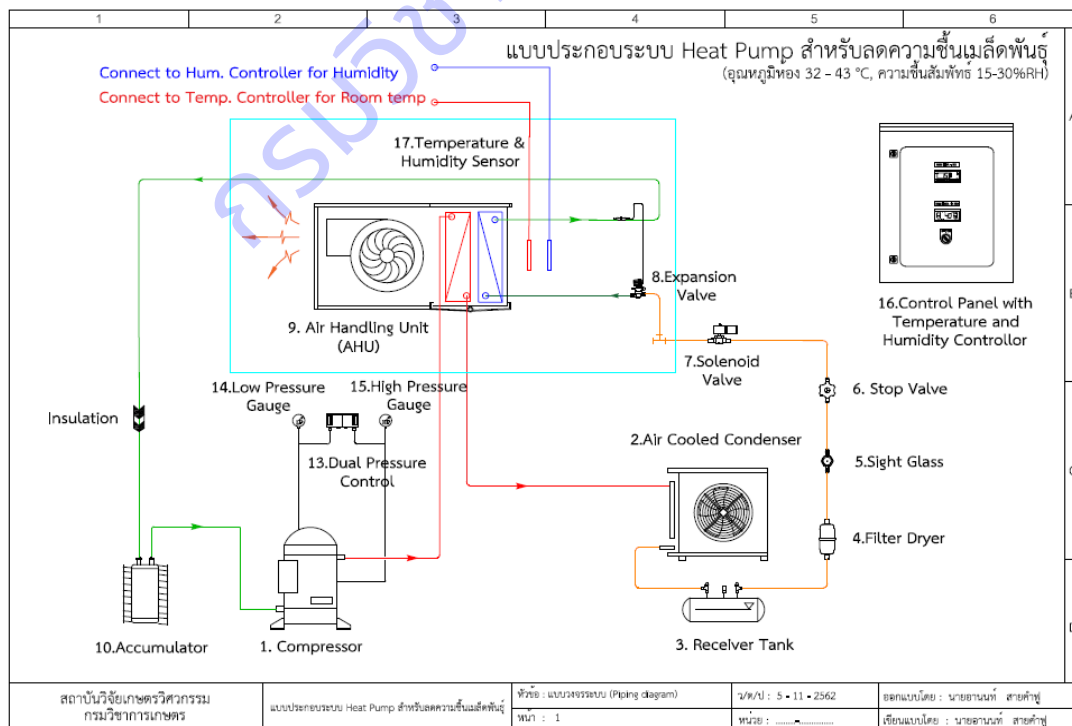 1 2 3 4 5 6
แบบประกอบระบบ Heat Pump สำหรับลดความชื้นเมล็ดพันธุ์
(อุณหภูมิห้อง 32 - 43 °C, ความชื้นสัมพัทธ 15-30%RH)
Connect to Hum. Controller for Humidity
Connect to Temp. Controller for Room temp
กรมวิช
17.Temperature &
Humidity Sensor
A
8.Expansion
Valve
9. Air Handling Unit
(AHU)
16.Control Panel with
Temperature and
Humidity Controllor
B
7.Solenoid
Valve
14.Low Pressure
Gauge
15.High Pressure
Gauge
6. Stop Valve
Insulation
2.Air Cooled Condenser
13.Dual Pressure
Control
5.Sight Glass
C
4.Filter Dryer
10.Accumulator
1. Compressor
3. Receiver Tank
D
สถาบันวิจัยเกษตรวิศวกรรม
กรมวิชาการเกษตร
แบบประกอบระบบ Heat Pump สำหรับลดความชื้นเมล็ดพันธุ์
หัวข้อ : แบบวงจรระบบ (Piping diagram)
หน้า : 1
ว/ด/ป : 5 - 11 - 2562
หน่วย : ......-..............
ออกแบบโดย : นายอานนท์ สายคำฟู
เขียนแบบโดย : นายอานนท์ สายคำฟู